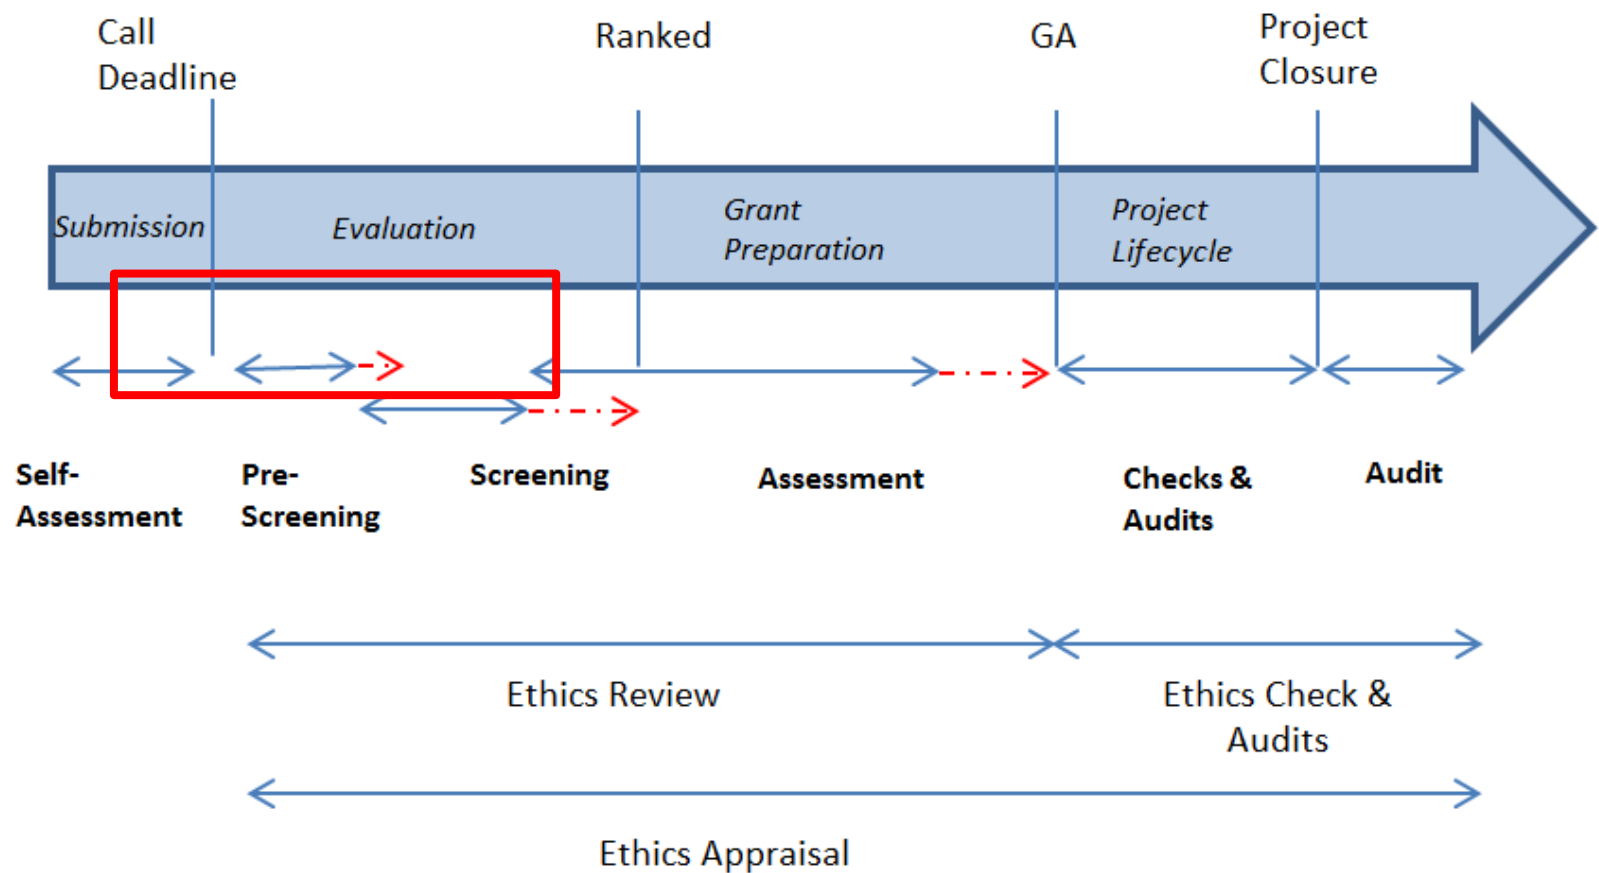 Call
Deadline
Ranked
GA
Project
Closure
Submission
Evaluation
Grant
Preparation
Project
Lifecycle
Self-
Assessment
Pre-
Screening
Screening
Assessment
Checks &
Audits
Audit
Ethics Review
Ethics Check &
Audits
Ethics Appraisal